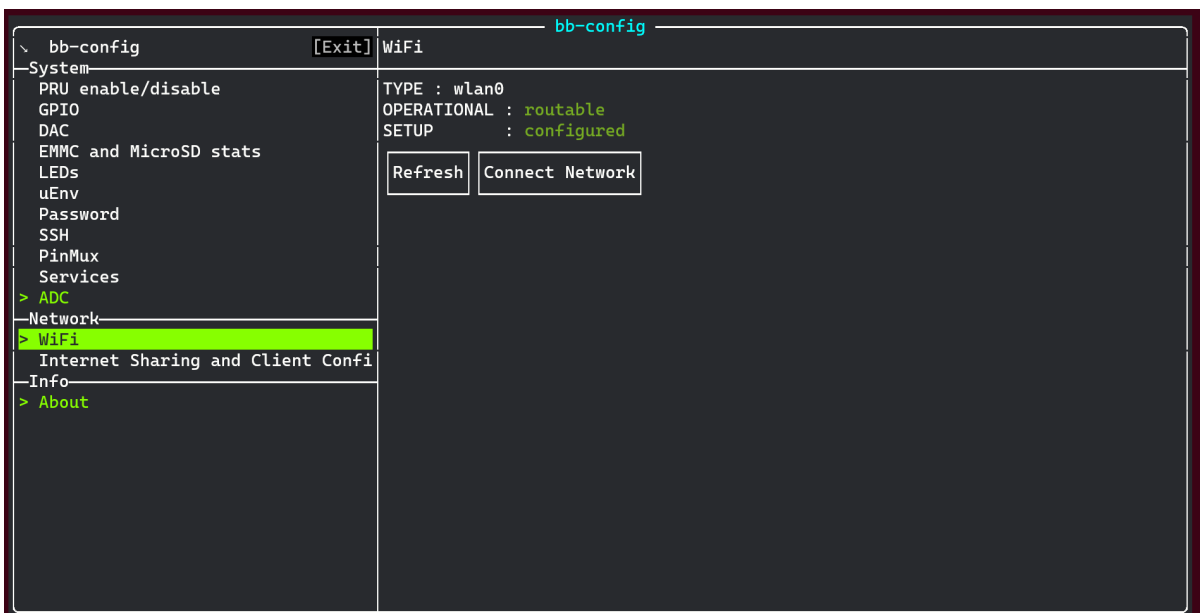 bb-config
↘ bb-config [Exit]
System
PRU enable/disable
GPIO
DAC
EMMC and MicroSD stats
LEDs
uEnv
Password
SSH
PinMux
Services
> ADC
Network
> WiFi
Internet Sharing and Client Confi
Info
> About
WiFi
TYPE : wlan0
OPERATIONAL : routable
SETUP : configured
Refresh
Connect Network